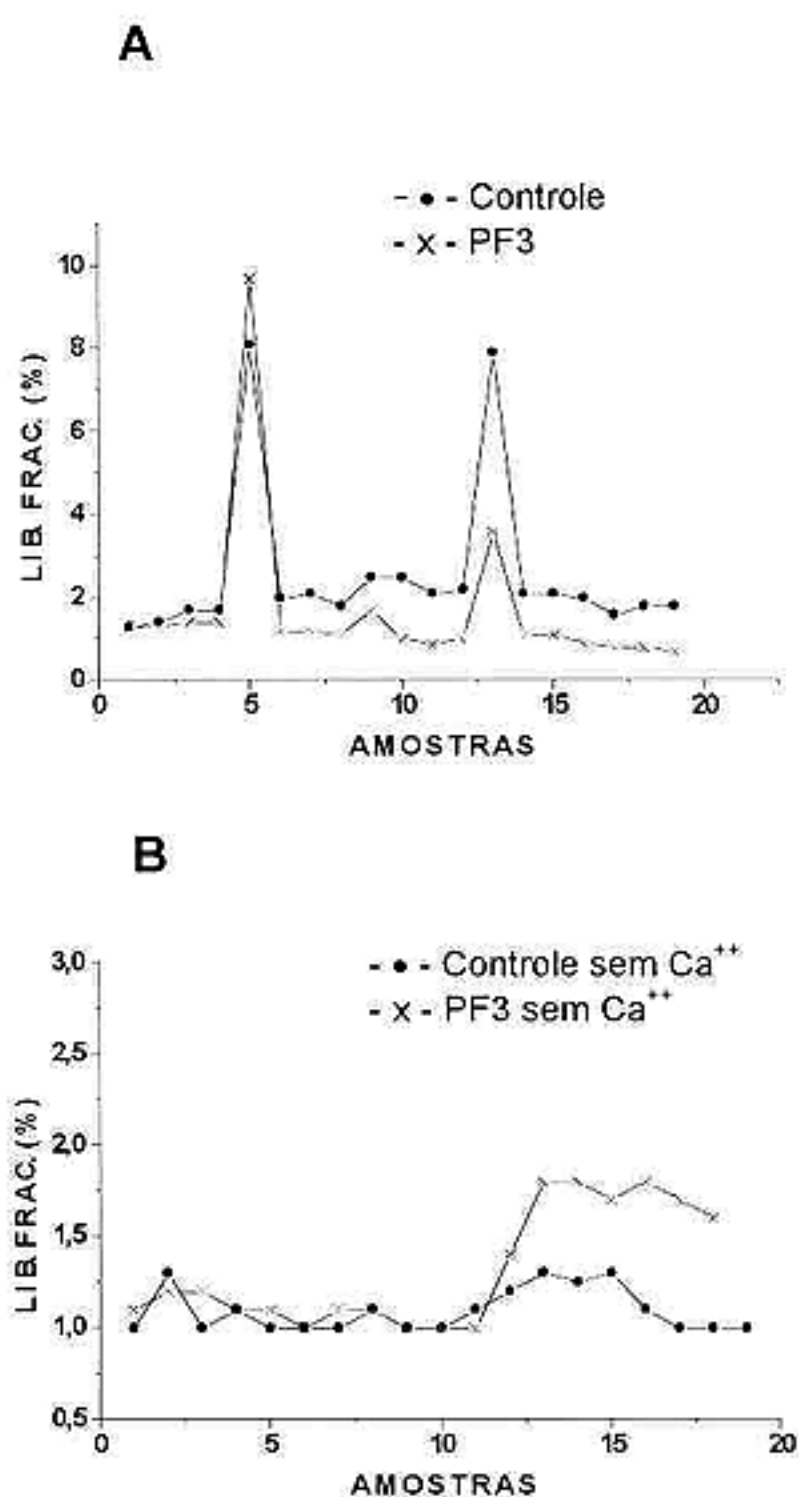 A
- ● - Controle
- X - PF3
LIB. FRAC. (%)
10
8
6
4
2
0
0 5 10 15 20
AMOSTRAS
B
- ● - Controle sem Ca++
- X - PF3 sem Ca++
LIB. FRAC. (%)
3,0
2,5
2,0
1,5
1,0
0,5
0 5 10 15 20
AMOSTRAS